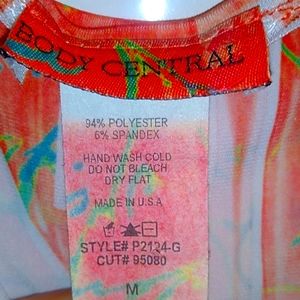 BODY CENTRAL
94% POLYESTER
6% SPANDEX
HAND WASH COLD
DO NOT BLEACH
DRY FLAT
MADE IN U.S.A
STYLE# P2124-G
CUT# 95080
M